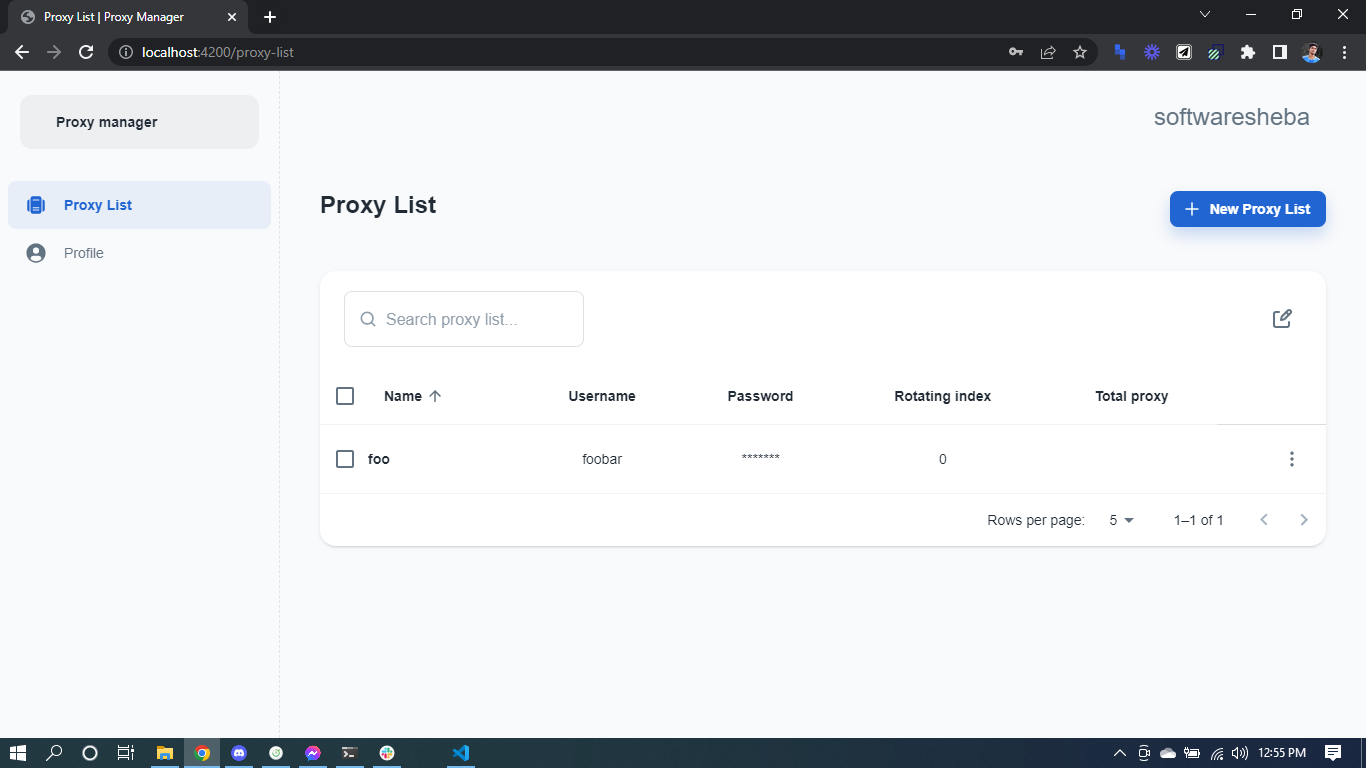 Proxy List | Proxy Manager
localhost:4200/proxy-list
Proxy manager
softwaresheba
Proxy List
Profile
Proxy List
New Proxy List
Search proxy list...
Name Username Password Rotating index Total proxy
foo foobar ******* 0
Rows per page: 5 1–1 of 1
12:55 PM